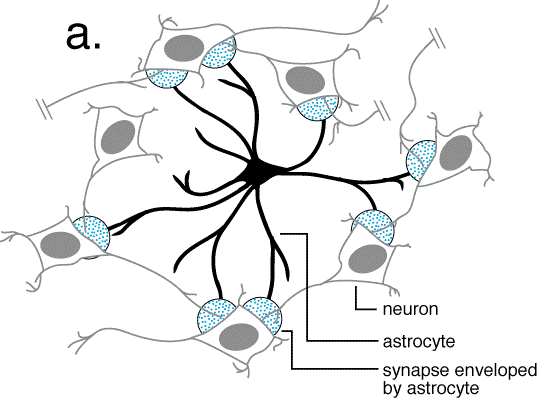 a.
neuron
astrocyte
synapse enveloped
by astrocyte